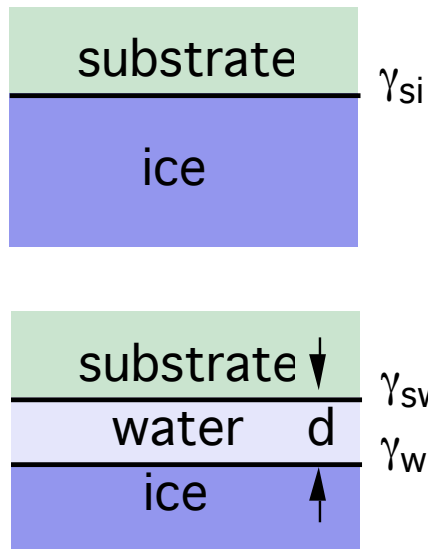 substrate
γsi
ice
substrate
γsw
water d
γw
ice